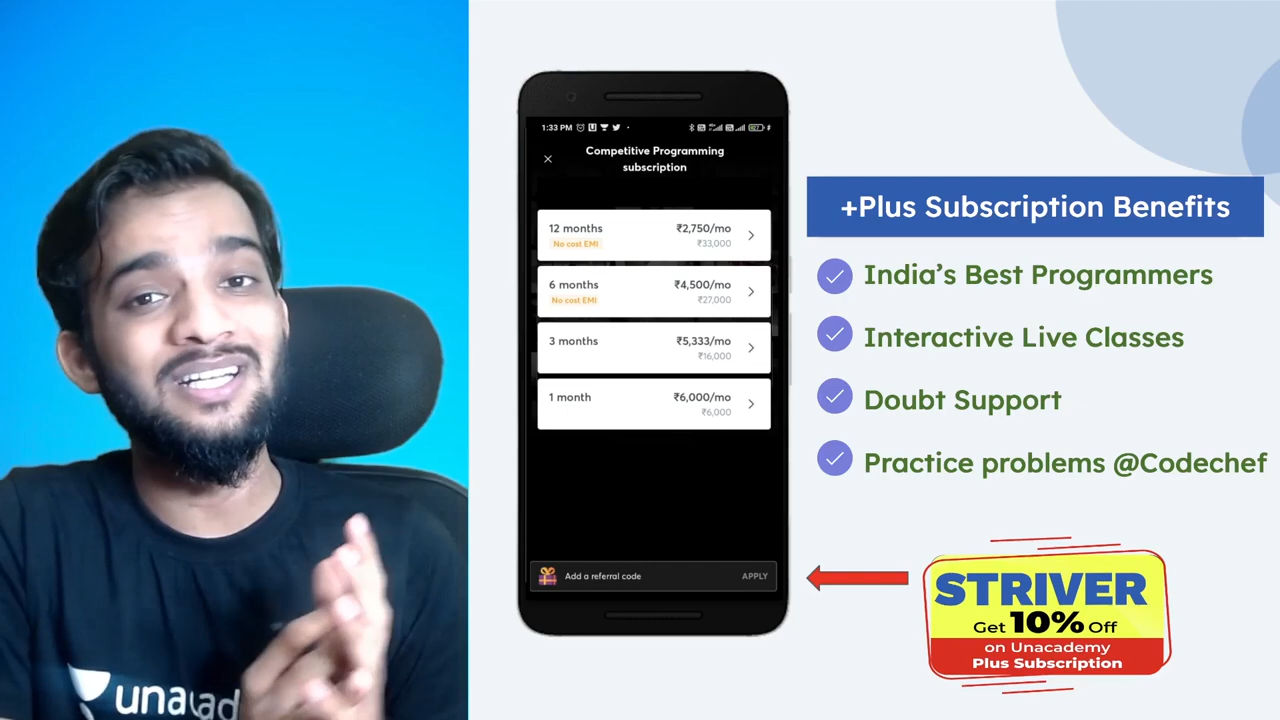 1:33 PM
Competitive Programming
subscription
12 months
₹2,750/mo
No cost EMI
₹33,000
6 months
₹4,500/mo
No cost EMI
₹27,000
3 months
₹5,333/mo
₹16,000
1 month
₹6,000/mo
₹6,000
Add a referral code
APPLY
+Plus Subscription Benefits
India's Best Programmers
Interactive Live Classes
Doubt Support
Practice problems @Codechef
STRIVER
Get 10% Off
on Unacademy
Plus Subscription